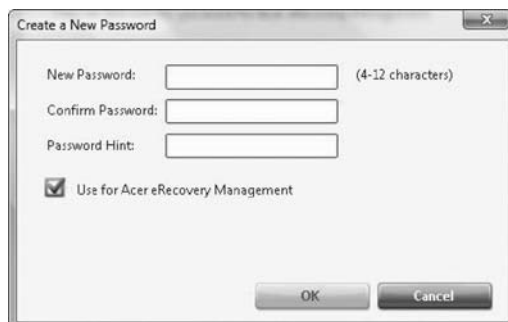 Create a New Password
x
New Password:
(4-12 characters)
Confirm Password:
Password Hint:
Use for Acer eRecovery Management
OK
Cancel